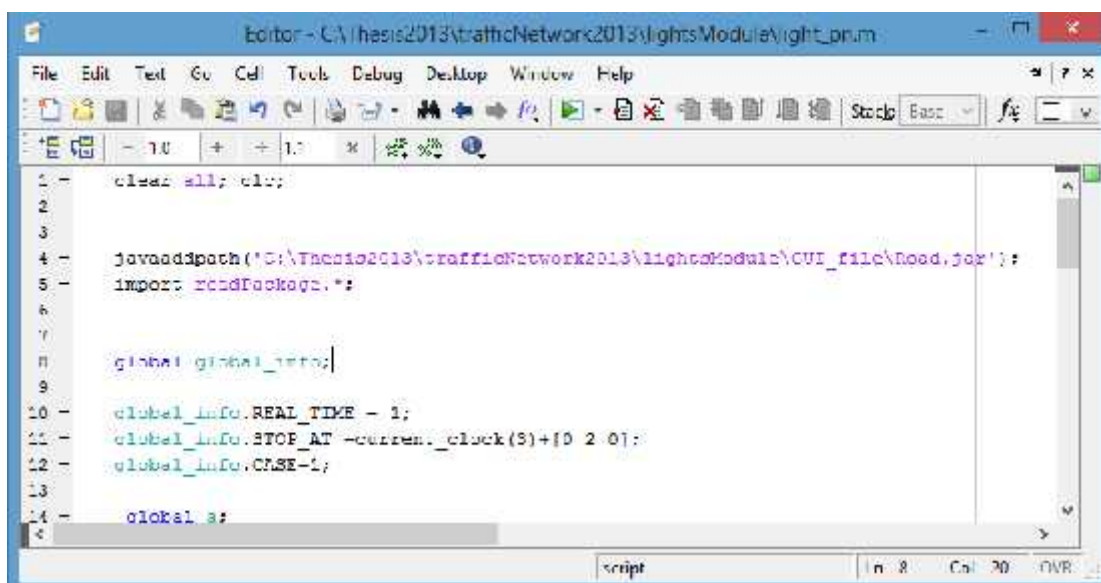 Editor - C:\Thesis2013\trafficNetwork2013\lightsModule\light_pn.m
File Edit Text Go Cell Tools Debug Desktop Window Help
Stack: Base fx
- 1.0 + ÷ 1.1 ×
1 - clear all; clc;
2
3
4 - javaaddpath('C:\Thesis2013\trafficNetwork2013\lightsModule\GUI_file\Road.jar');
5 - import roadPackage.*;
6
7
8 global global_info;
9
10 - global_info.REAL_TIME = 1;
11 - global_info.STOP_AT =current_clock(3)+[0 2 0];
12 - global_info.CASE=1;
13
14 - global a;
script Ln 8 Col 20 OVR